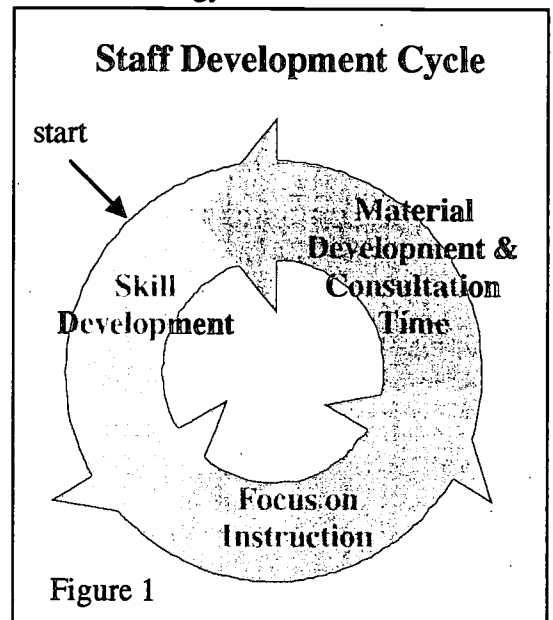 Staff Development Cycle
start
Material
Development &
Consultation
Time
Skill
Development
Focus on
Instruction
Figure 1